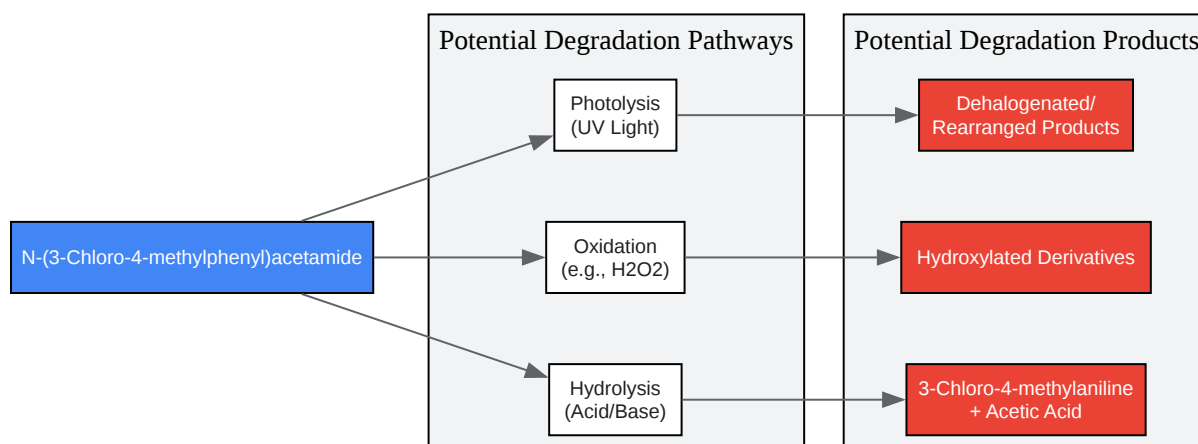 Potential Degradation Pathways
Potential Degradation Products
Photolysis
(UV Light)
Dehalogenated/
Rearranged Products
N-(3-Chloro-4-methylphenyl)acetamide
Oxidation
(e.g., H2O2)
Hydroxylated Derivatives
Hydrolysis
(Acid/Base)
3-Chloro-4-methylaniline
+ Acetic Acid